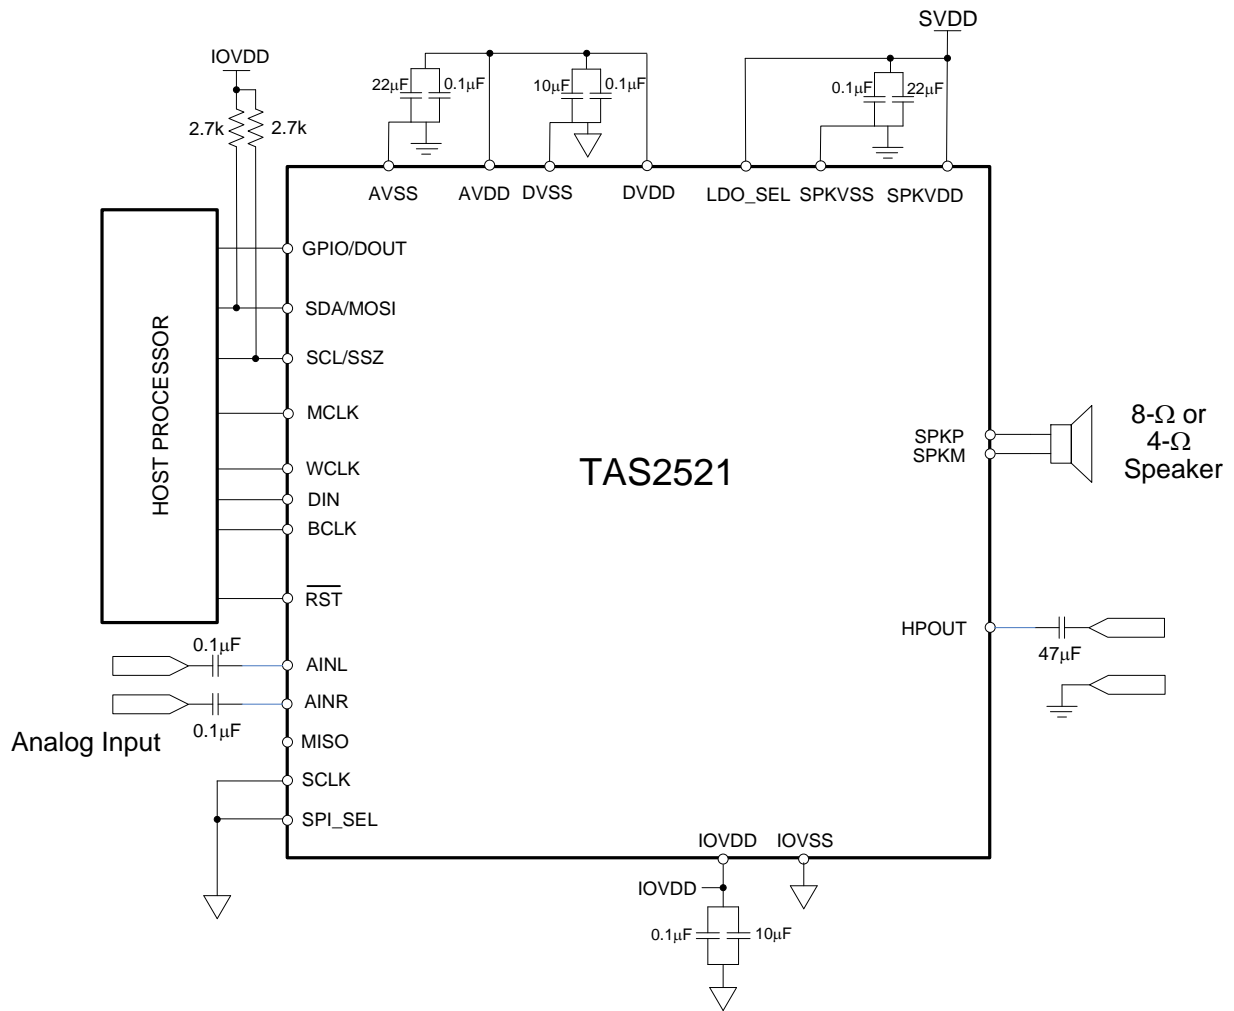 SVDD
IOVDD
22μF
0.1μF
10μF
0.1μF
0.1μF
22μF
2.7k
2.7k
AVSS
AVDD
DVSS
DVDD
LDO_SEL
SPKVSS
SPKVDD
GPIO/DOUT
SDA/MOSI
SCL/SSZ
MCLK
WCLK
DIN
BCLK
RST
HOST PROCESSOR
TAS2521
SPKP
SPKM
8-Ω or
4-Ω
Speaker
HPOUT
47μF
0.1μF
AINL
AINR
0.1μF
Analog Input
MISO
SCLK
SPI_SEL
IOVDD
IOVSS
IOVDD
0.1μF
10μF